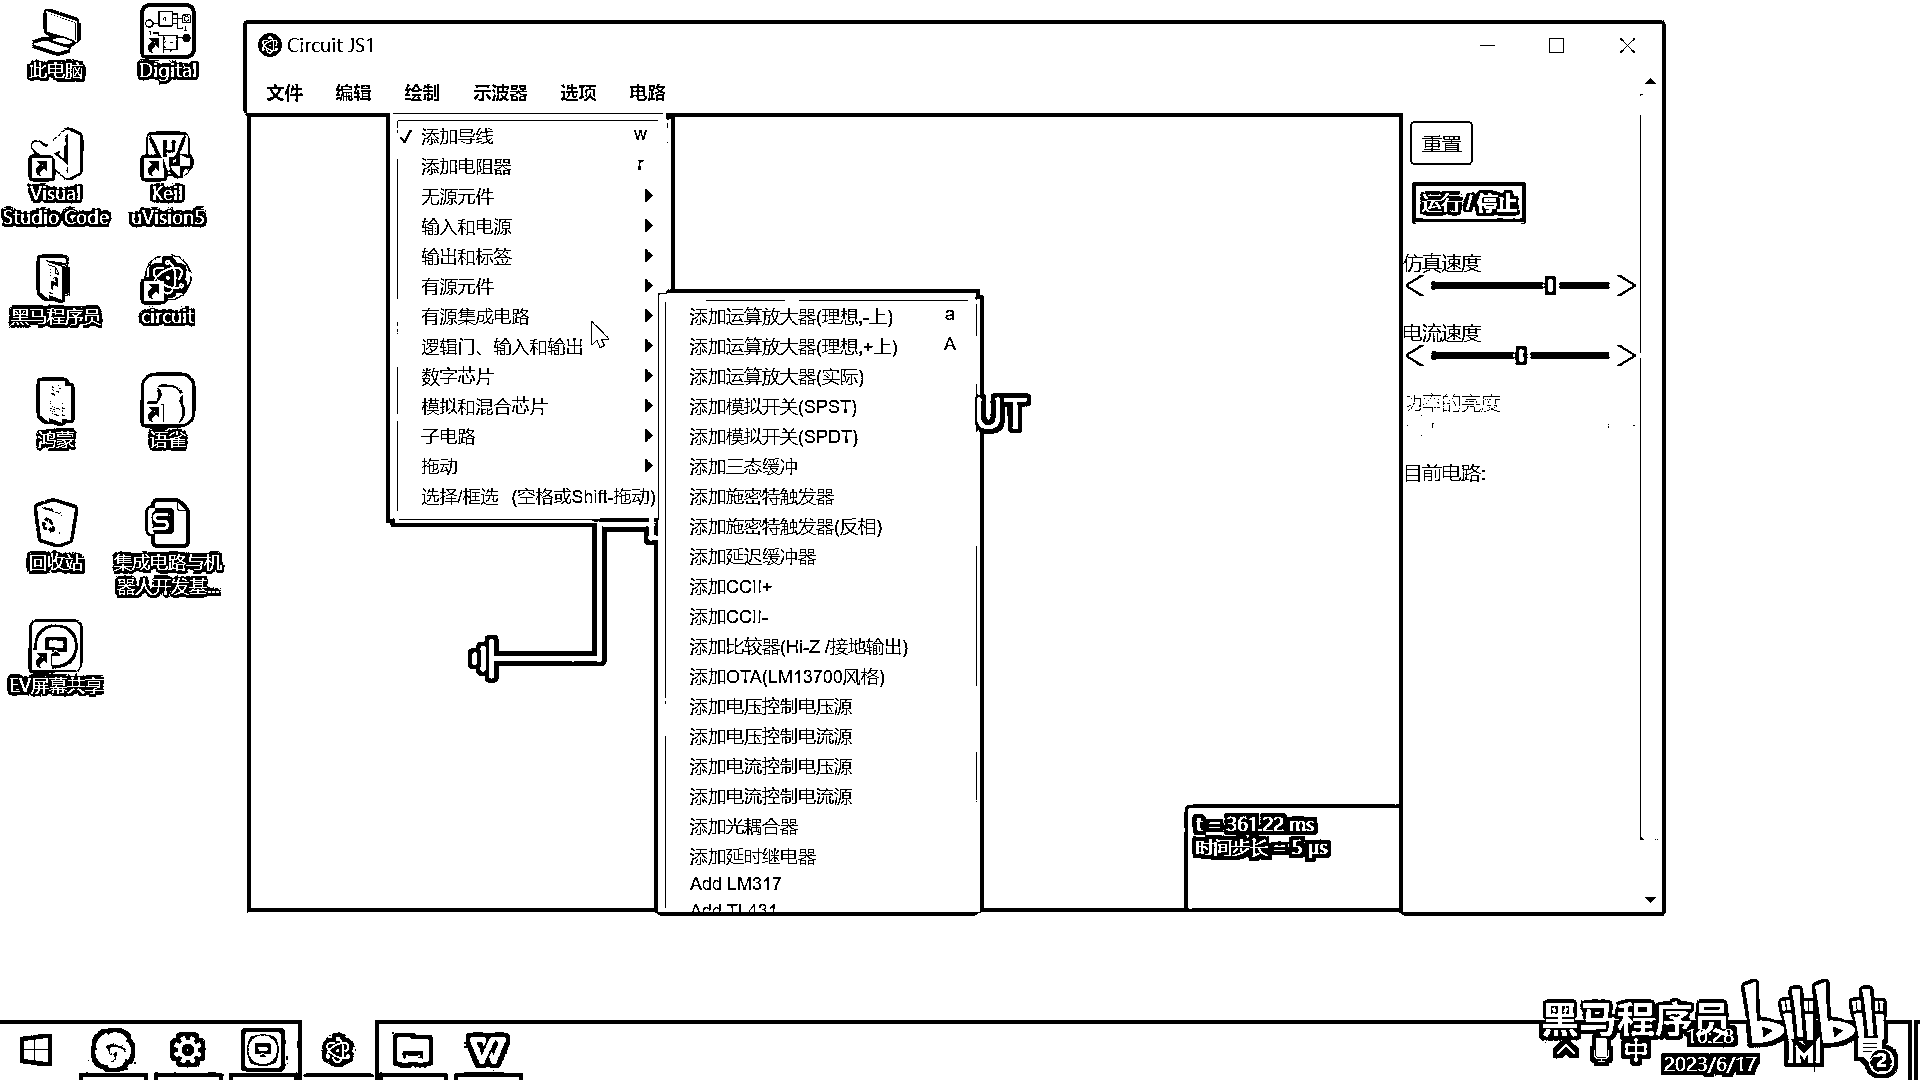 此电脑
Digital
Visual
Studio Code
Keil
uVision5
黑马程序员
circuit
鸿蒙
语雀
回收站
集成电路与机
器人开发基...
EV屏幕共享
Circuit JS1
文件 编辑 绘制 示波器 选项 电路
添加导线 w
添加电阻器 r
无源元件
输入和电源
输出和标签
有源元件
有源集成电路
逻辑门、输入和输出
数字芯片
模拟和混合芯片
子电路
拖动
选择/框选 (空格或Shift-拖动)
添加运算放大器(理想,-上) a
添加运算放大器(理想,+上) A
添加运算放大器(实际)
添加模拟开关(SPST)
添加模拟开关(SPDT)
添加三态缓冲
添加施密特触发器
添加施密特触发器(反相)
添加延迟缓冲器
添加CCII+
添加CCII-
添加比较器(Hi-Z /接地输出)
添加OTA(LM13700风格)
添加电压控制电压源
添加电压控制电流源
添加电流控制电压源
添加电流控制电流源
添加光耦合器
添加延时继电器
Add LM317
Add TL431
UT
t = 361.22 ms
时间步长 = 5 μs
重置
运行 / 停止
仿真速度
电流速度
功率的亮度
目前电路:
黑马程序员
bilibili
中
16:28
2023/6/17
2